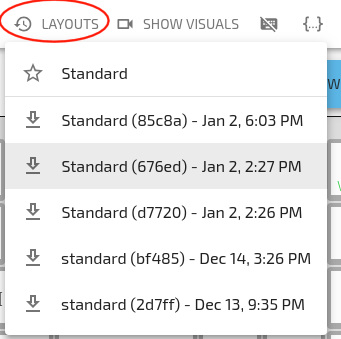 LAYOUTS SHOW VISUALS {...}
Standard
W
Standard (85c8a) - Jan 2, 6:03 PM
Standard (676ed) - Jan 2, 2:27 PM
Standard (d7720) - Jan 2, 2:26 PM
standard (bf485) - Dec 14, 3:26 PM
standard (2d7ff) - Dec 13, 9:35 PM